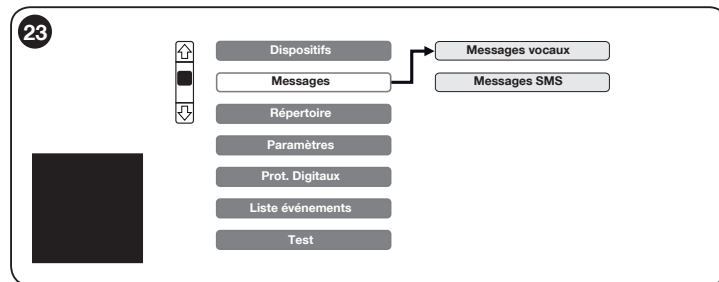 23
Dispositifs
Messages vocaux
Messages
Messages SMS
Répertoire
Paramètres
Prot. Digitaux
Liste événements
Test